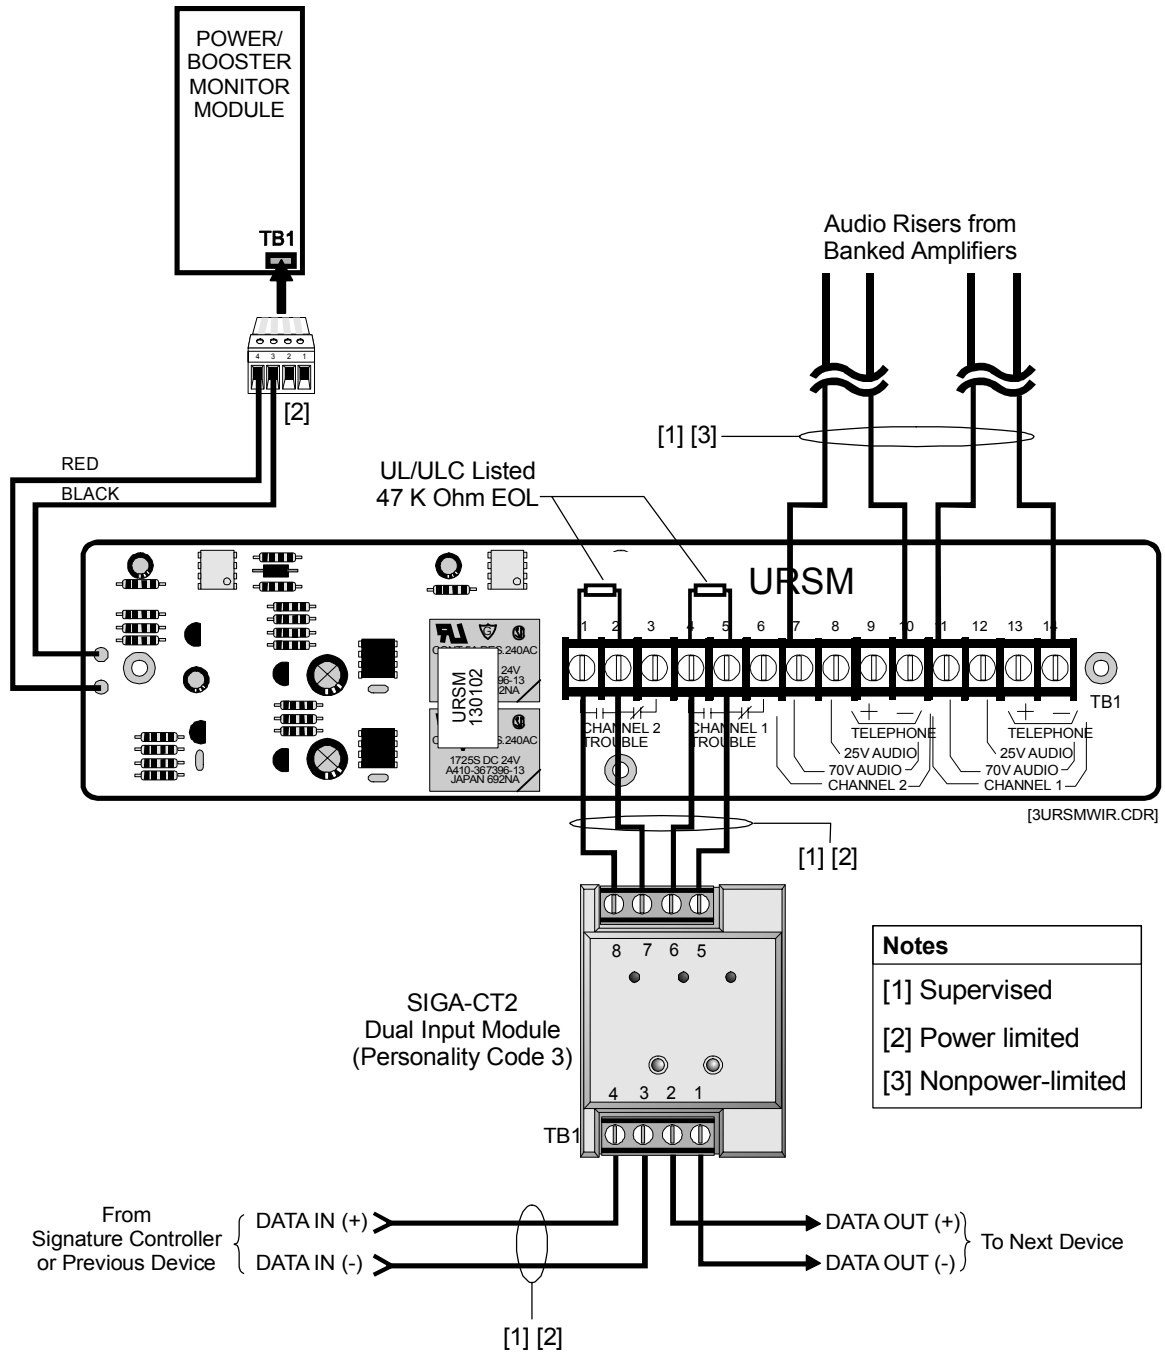 POWER/
BOOSTER
MONITOR
MODULE
TB1
4 3 2 1
[2]
RED
BLACK
Audio Risers from
Banked Amplifiers
[1] [3]
UL/ULC Listed
47 K Ohm EOL
URSM
1 2 3 4 5 6 7 8 9 10 11 12 13 14
TB1
URSM
130102
S.240AC
24V
96-13
2NA
.240AC
1725S DC 24V
A410-367396-13
JAPAN 692NA
CHANNEL 2
TROUBLE
CHANNEL 1
TROUBLE
+ −
TELEPHONE
25V AUDIO
70V AUDIO
CHANNEL 2
+ −
TELEPHONE
25V AUDIO
70V AUDIO
CHANNEL 1
[3URSMWIR.CDR]
[1] [2]
8 7 6 5
SIGA-CT2
Dual Input Module
(Personality Code 3)
4 3 2 1
TB1
Notes
[1] Supervised
[2] Power limited
[3] Nonpower-limited
From
Signature Controller
or Previous Device
DATA IN (+)
DATA IN (-)
[1] [2]
DATA OUT (+)
DATA OUT (-)
To Next Device